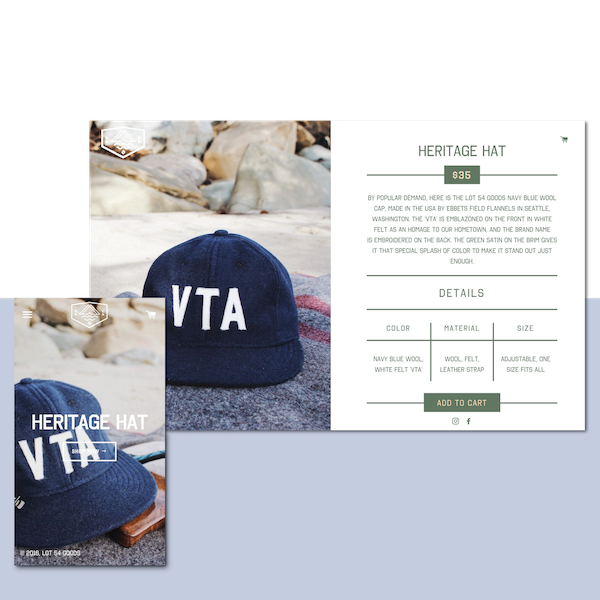 HERITAGE HAT
$35
BY POPULAR DEMAND, HERE IS THE LOT 54 GOODS NAVY BLUE WOOL
CAP, MADE IN THE USA BY EBBETS FIELD FLANNELS IN SEATTLE,
WASHINGTON. THE 'VTA' IS EMBLAZONED ON THE FRONT IN WHITE
FELT AS AN HOMAGE TO OUR HOMETOWN, AND THE BRAND NAME
IS EMBROIDERED ON THE BACK. THE GREEN SATIN ON THE BRIM GIVES
IT THAT SPECIAL SPLASH OF COLOR TO MAKE IT STAND OUT JUST
ENOUGH.
VTA
DETAILS
COLOR MATERIAL SIZE
NAVY BLUE WOOL, WOOL, FELT, ADJUSTABLE, ONE
WHITE FELT 'VTA' LEATHER STRAP SIZE FITS ALL
ADD TO CART
HERITAGE HAT
VTA
© 2016, LOT 54 GOODS